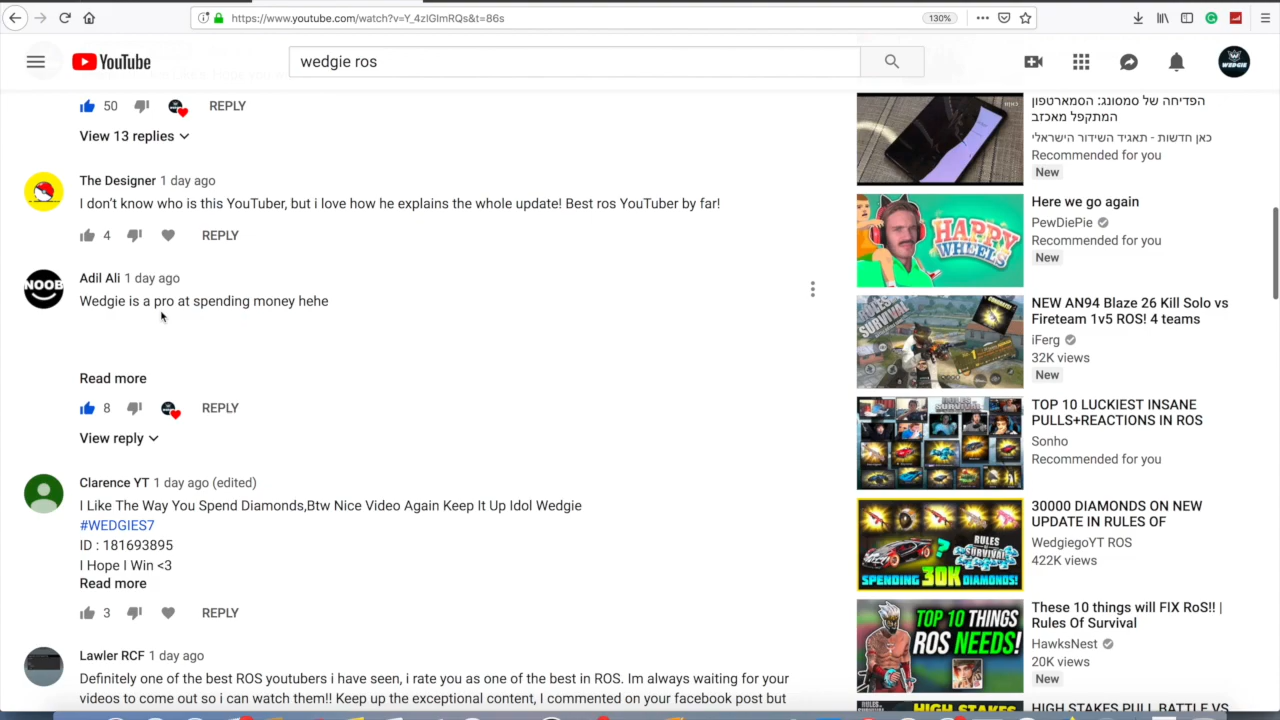 https://www.youtube.com/watch?v=Y_4zIGImRQs&t=86s
130%
YouTube
wedgie ros
WEDGIE
50
REPLY
View 13 replies
The Designer 1 day ago
I don't know who is this YouTuber, but i love how he explains the whole update! Best ros YouTuber by far!
4
REPLY
NOOB
Adil Ali 1 day ago
Wedgie is a pro at spending money hehe
Read more
8
REPLY
View reply
Clarence YT 1 day ago (edited)
I Like The Way You Spend Diamonds,Btw Nice Video Again Keep It Up Idol Wedgie
#WEDGIES7
ID : 181693895
I Hope I Win <3
Read more
3
REPLY
Lawler RCF 1 day ago
Definitely one of the best ROS youtubers i have seen, i rate you as one of the best in ROS. Im always waiting for your
videos to come out so i can watch them. Keep up the exceptional content, I commented on your facebook post but
הפדיחה של סמסונג: הסמארטפון
המתקפל מאכזב
כאן חדשות - תאגיד השידור הישראלי
Recommended for you
New
HAPPY
WHEELS
Here we go again
PewDiePie
Recommended for you
New
RULES OF
SURVIVAL
NEW AN94 Blaze 26 Kill Solo vs
Fireteam 1v5 ROS! 4 teams
iFerg
32K views
New
TOP 10 LUCKIEST INSANE
PULLS+REACTIONS IN ROS
Sonho
Recommended for you
?
RULES
OF
SURVIVAL
SPENDING 30K DIAMONDS!
30000 DIAMONDS ON NEW
UPDATE IN RULES OF
WedgiegoYT ROS
422K views
TOP 10 THINGS
ROS NEEDS!
These 10 things will FIX RoS!! |
Rules Of Survival
HawksNest
20K views
New
HIGH STAKES
HIGH STAKES PULL BATTLE VS